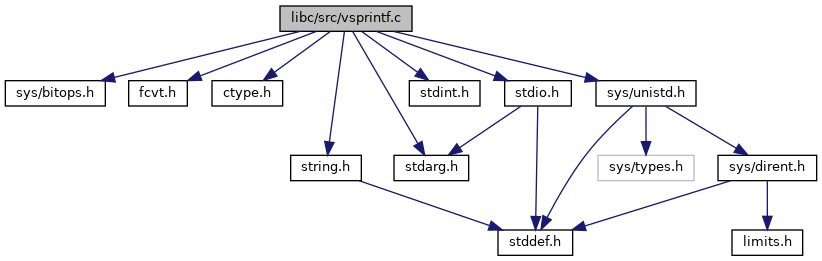 libc/src/vsprintf.c
sys/bitops.h
fcvt.h
ctype.h
stdint.h
stdio.h
sys/unistd.h
string.h
stdarg.h
sys/types.h
sys/dirent.h
stddef.h
limits.h